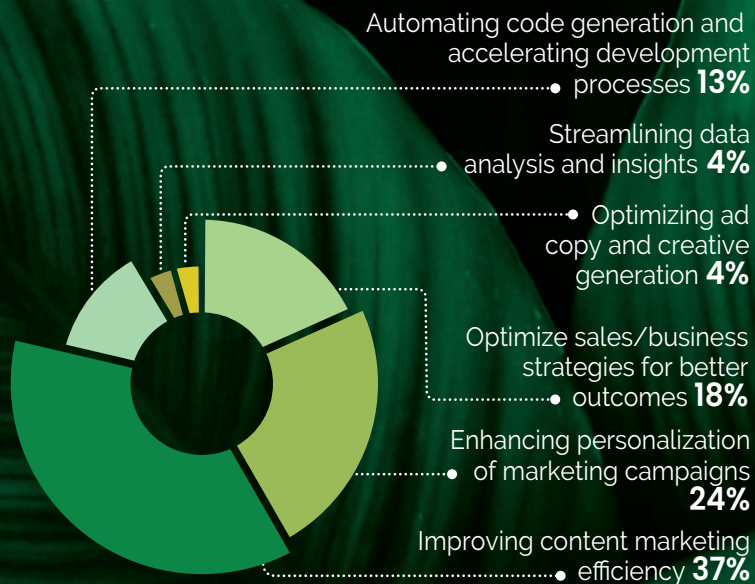 Automating code generation and
accelerating development
processes 13%
Streamlining data
analysis and insights 4%
Optimizing ad
copy and creative
generation 4%
Optimize sales/business
strategies for better
outcomes 18%
Enhancing personalization
of marketing campaigns
24%
Improving content marketing
efficiency 37%